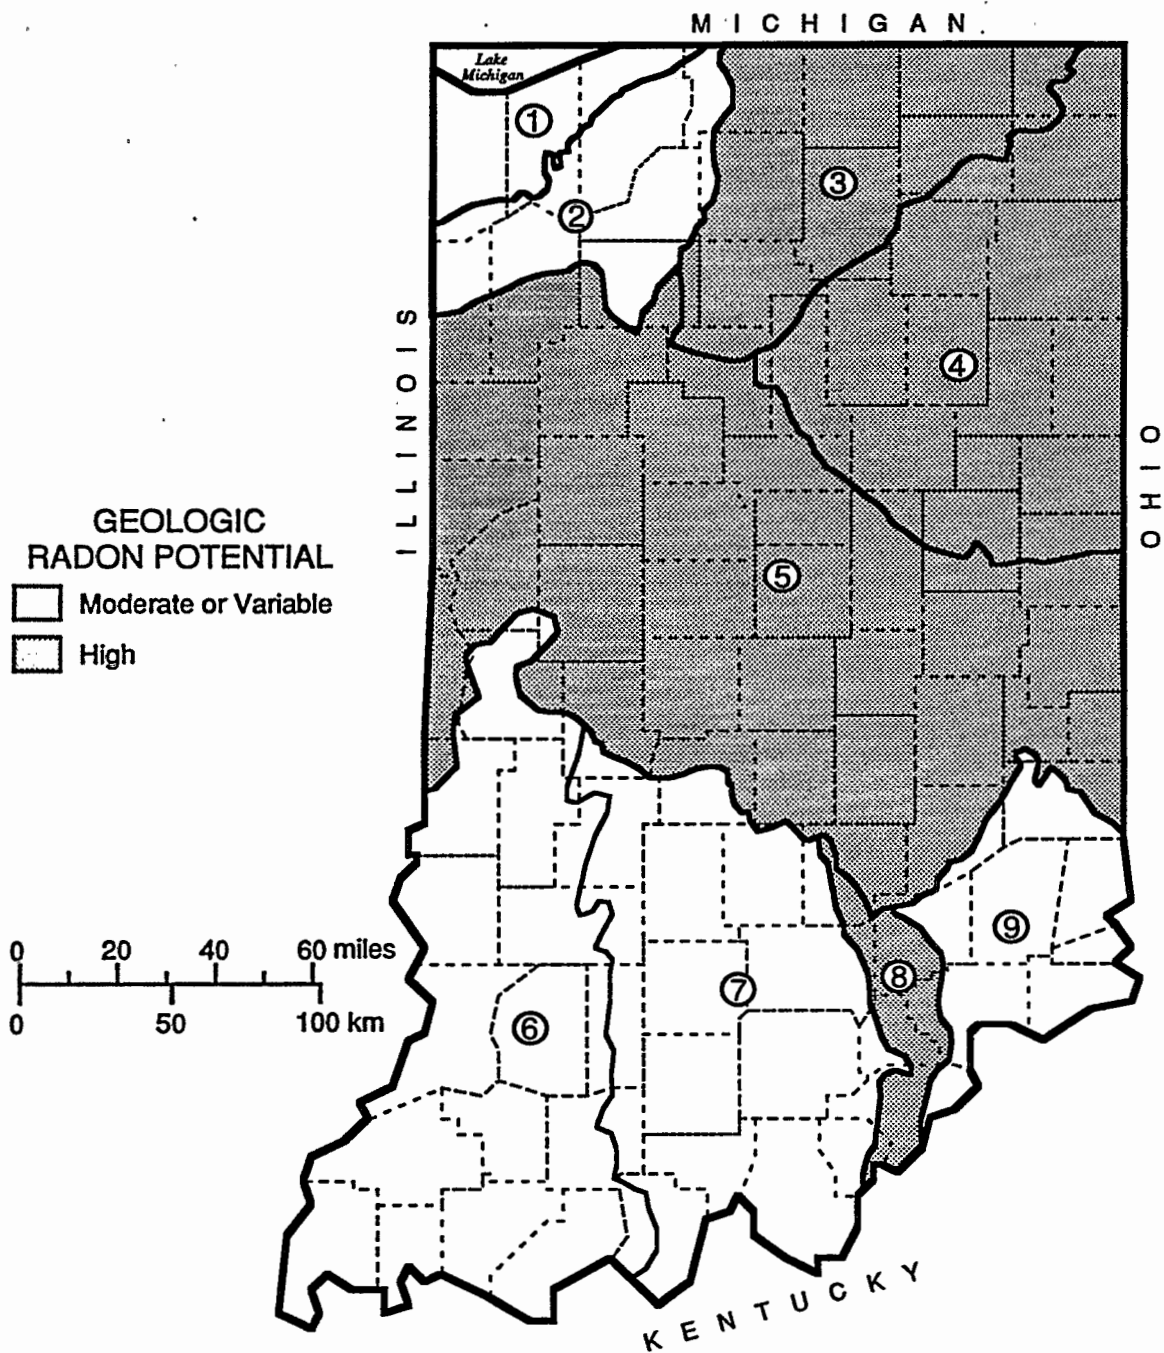 MICHIGAN
Lake
Michigan
1
3
2
ILLINOIS
4
OHIO
GEOLOGIC
RADON POTENTIAL
5
Moderate or Variable
High
9
0 20 40 60 miles
8
7
0 50 100 km
6
KENTUCKY